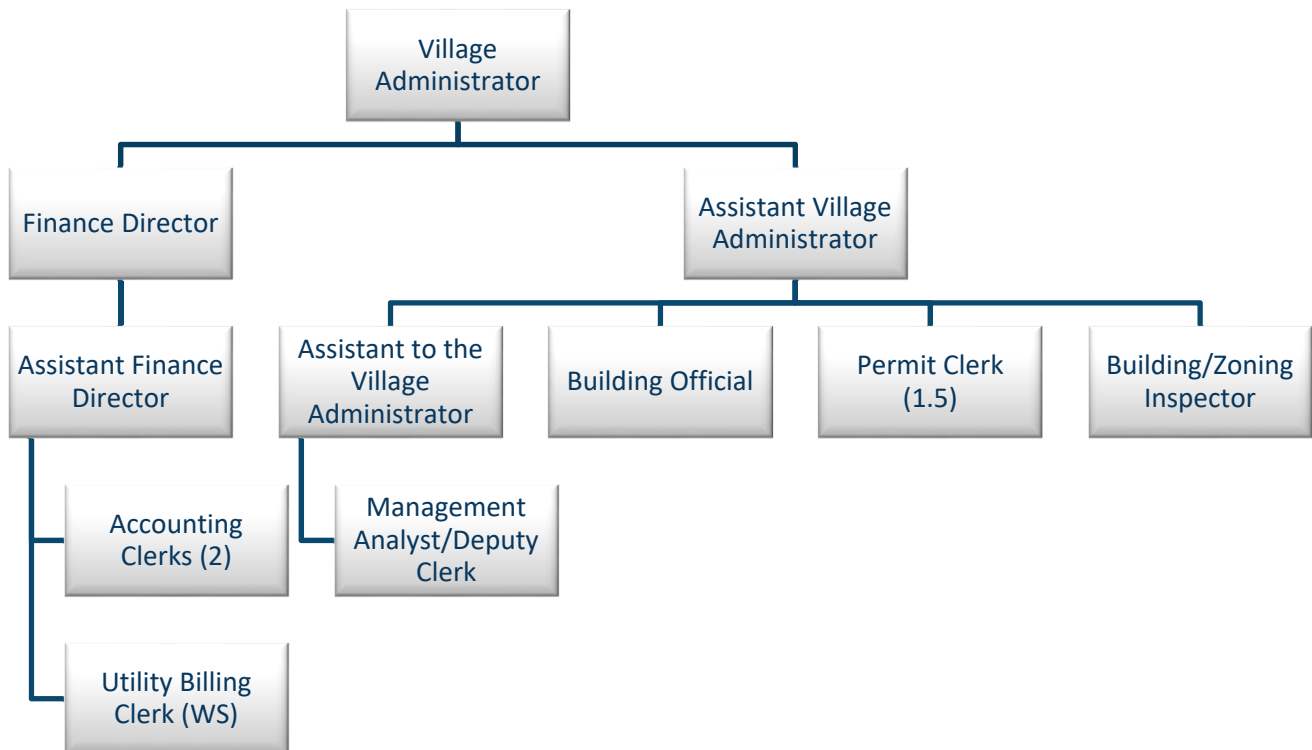 Village
Administrator
Finance Director
Assistant Village
Administrator
Assistant Finance
Director
Assistant to the
Village
Administrator
Building Official
Permit Clerk
(1.5)
Building/Zoning
Inspector
Accounting
Clerks (2)
Management
Analyst/Deputy
Clerk
Utility Billing
Clerk (WS)